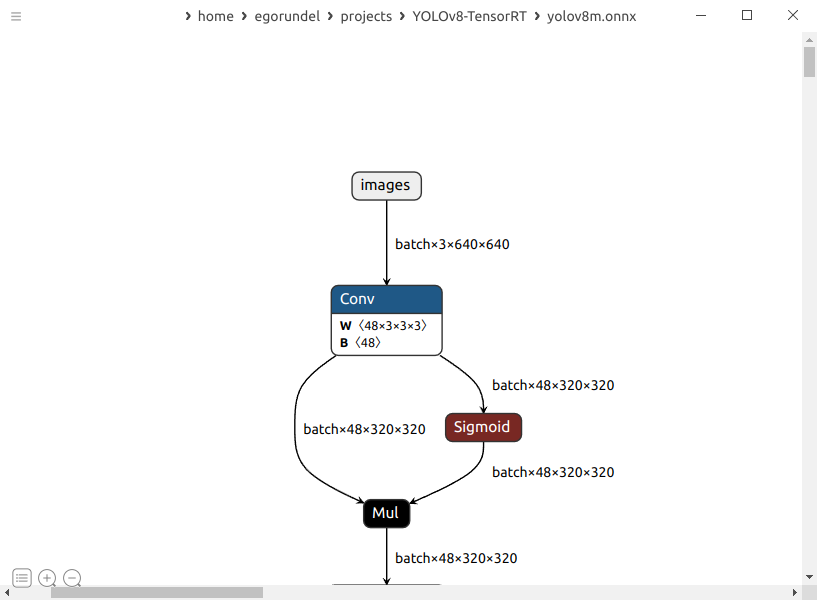 › home › egorundel › projects › YOLOv8-TensorRT › yolov8m.onnx
images
batch×3×640×640
Conv
W 〈48×3×3×3〉
B 〈48〉
batch×48×320×320
batch×48×320×320
Sigmoid
batch×48×320×320
Mul
batch×48×320×320